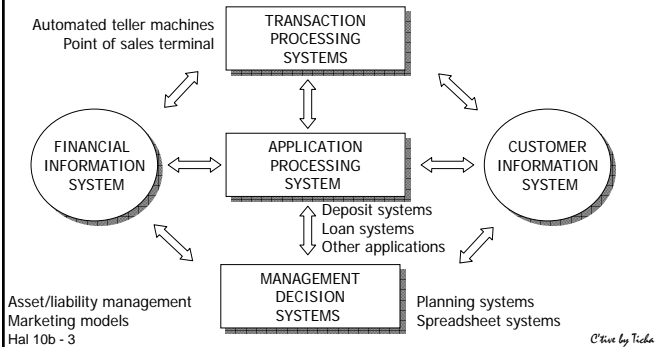 Automated teller machines
Point of sales terminal
TRANSACTION
PROCESSING
SYSTEMS
FINANCIAL
INFORMATION
SYSTEM
APPLICATION
PROCESSING
SYSTEM
CUSTOMER
INFORMATION
SYSTEM
Deposit systems
Loan systems
Other applications
MANAGEMENT
DECISION
SYSTEMS
Asset/liability management
Marketing models
Planning systems
Spreadsheet systems
Hal 10b - 3
C'tive by Ticha